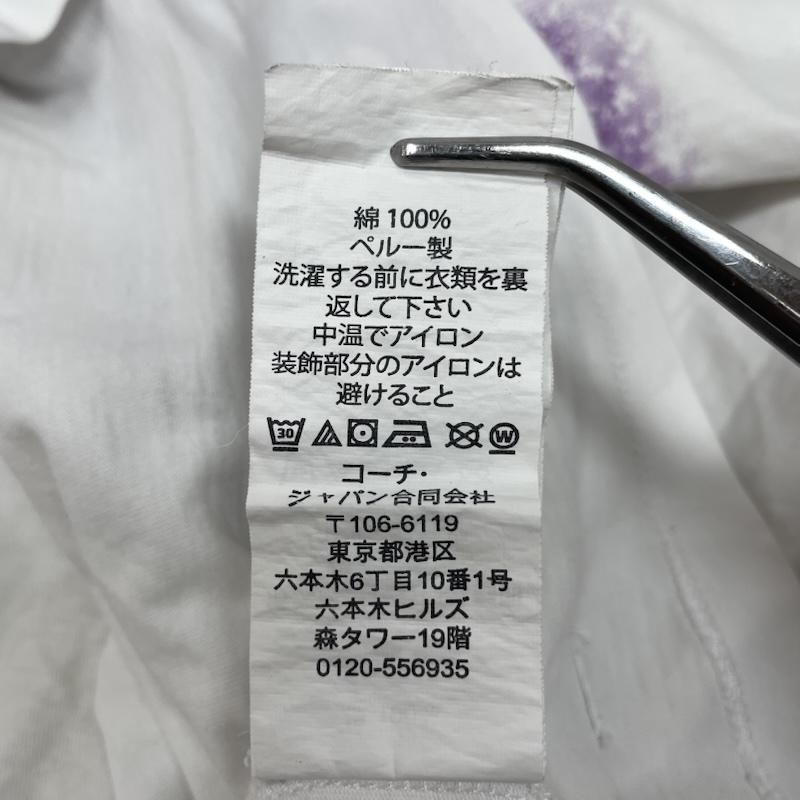 綿 100%
ペルー製
洗濯する前に衣類を裏
返して下さい
中温でアイロン
装飾部分のアイロンは
避けること
30 W
コーチ・
ジャパン合同会社
〒106-6119
東京都港区
六本木6丁目10番1号
六本木ヒルズ
森タワー19階
0120-556935